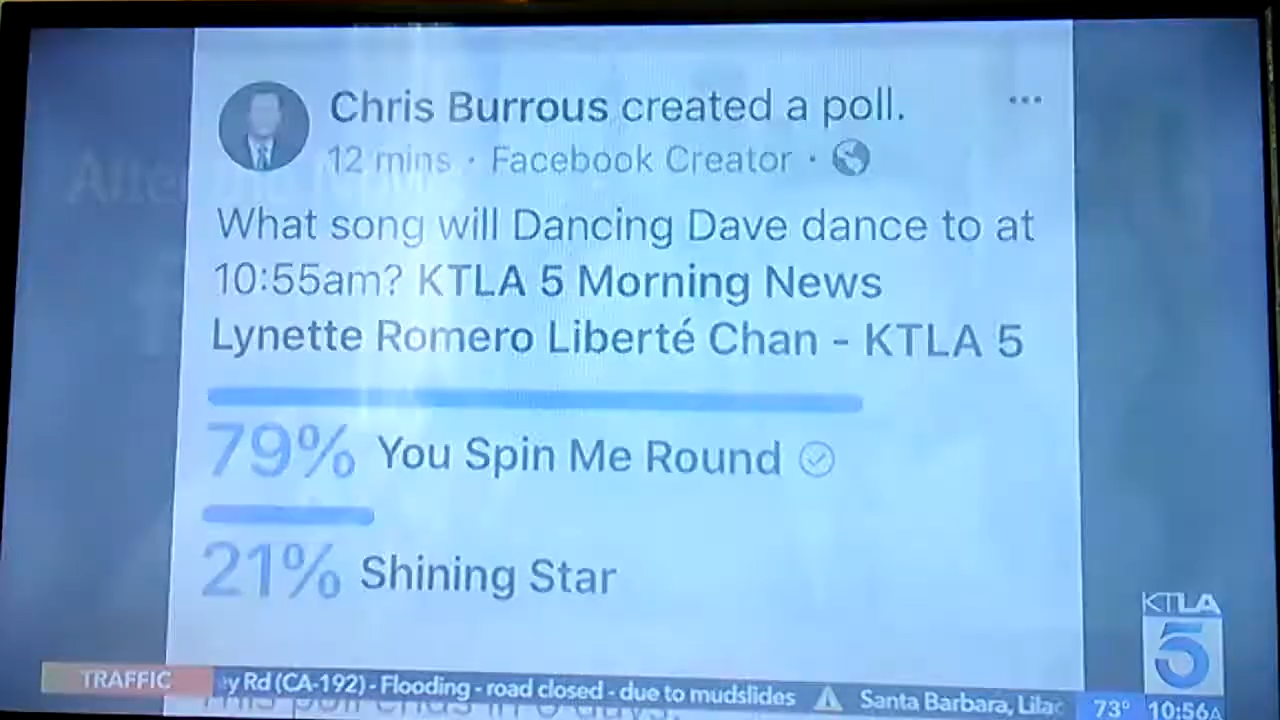 Chris Burrous created a poll.
12 mins · Facebook Creator ·
What song will Dancing Dave dance to at
10:55am? KTLA 5 Morning News
Lynette Romero Liberté Chan - KTLA 5
79% You Spin Me Round
21% Shining Star
KTLA
5
TRAFFIC
y Rd (CA-192) - Flooding - road closed - due to mudslides
Santa Barbara, Lilac
73° 10:56A